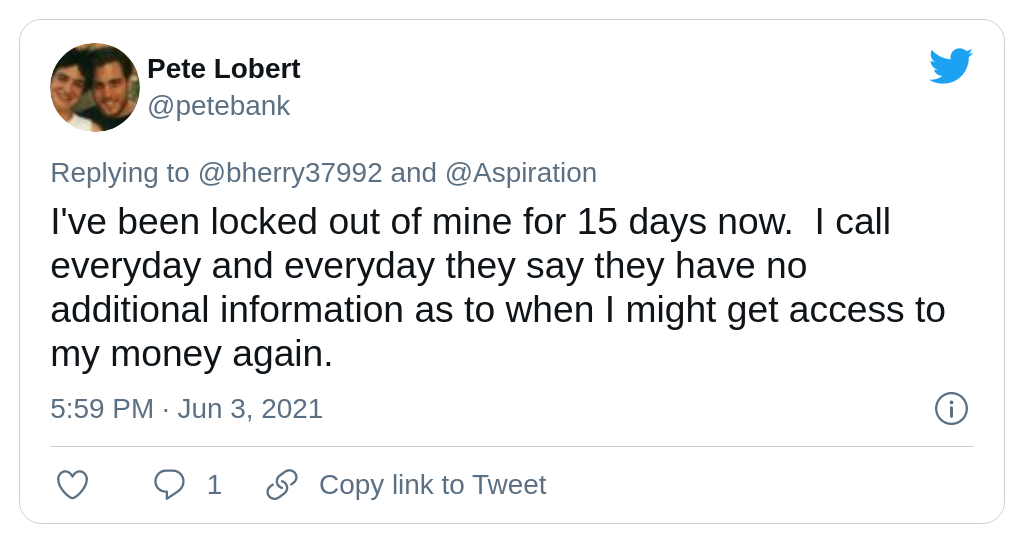 Pete Lobert
@petebank
Replying to @bherry37992 and @Aspiration
I've been locked out of mine for 15 days now.  I call
everyday and everyday they say they have no
additional information as to when I might get access to
my money again.
5:59 PM · Jun 3, 2021
1
Copy link to Tweet